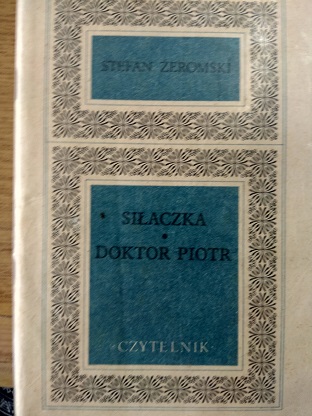 STEFAN ŻEROMSKI
SIŁACZKA
•
DOKTOR PIOTR
•CZYTELNIK•